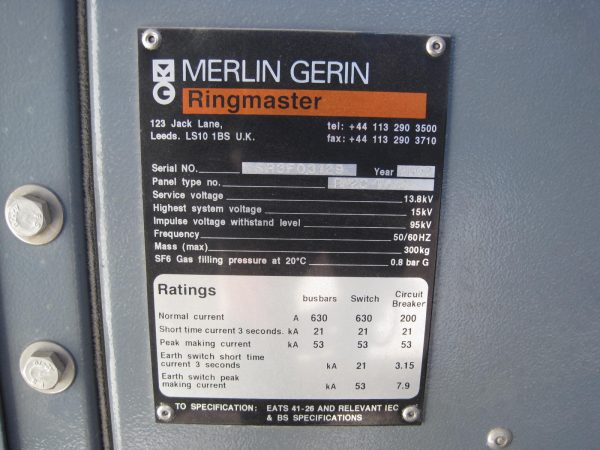 MERLIN GERIN
Ringmaster
123 Jack Lane,
Leeds. LS10 1BS U.K.
tel: +44 113 290 3500
fax: +44 113 290 3710
Serial NO. Year
Panel type no.
Service voltage 13.8kV
Highest system voltage 15kV
Impulse voltage withstand level 95kV
Frequency 50/60HZ
Mass (max) 300kg
SF6 Gas filling pressure at 20°C 0.8 bar G
Ratings
busbars Switch Circuit Breaker
Normal current A 630 630 200
Short time current 3 seconds. kA 21 21 21
Peak making current kA 53 53 53
Earth switch short time
current 3 seconds kA 21 3.15
Earth switch peak
making current kA 53 7.9
TO SPECIFICATION: EATS 41-26 AND RELEVANT IEC
& BS SPECIFICATIONS